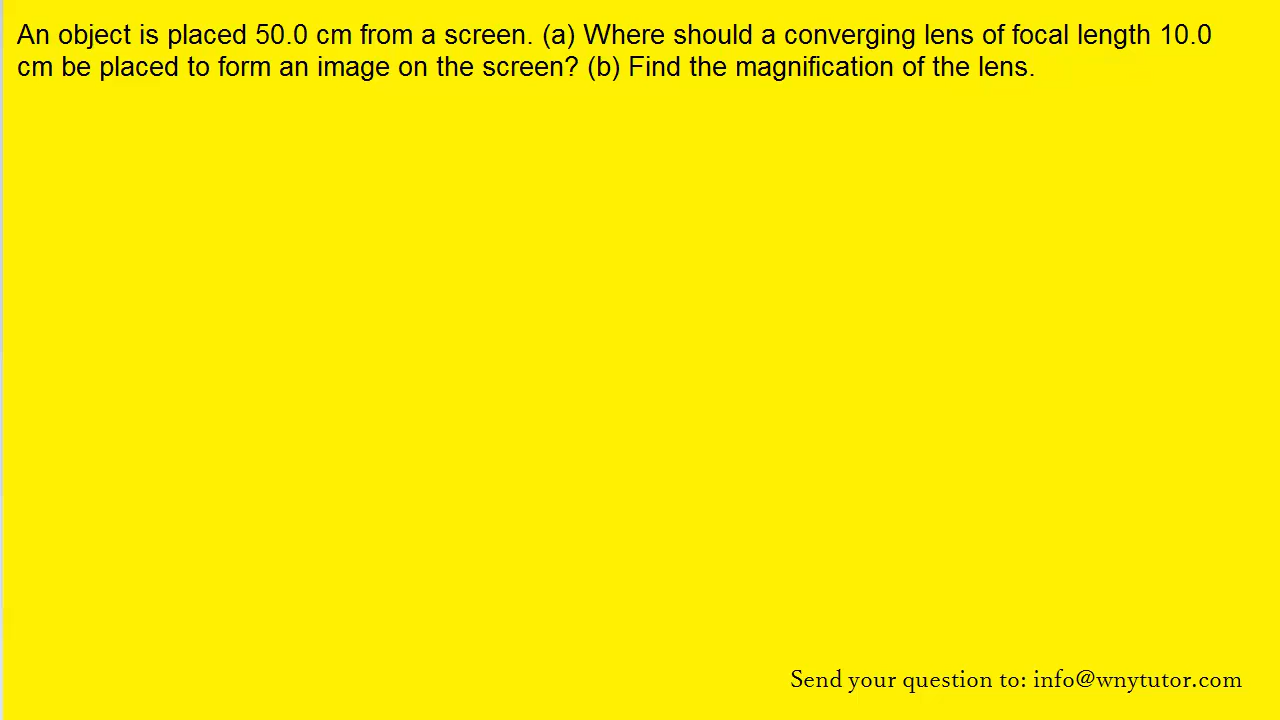 An object is placed 50.0 cm from a screen. (a) Where should a converging lens of focal length 10.0
cm be placed to form an image on the screen? (b) Find the magnification of the lens.
Send your question to: info@wnytutor.com